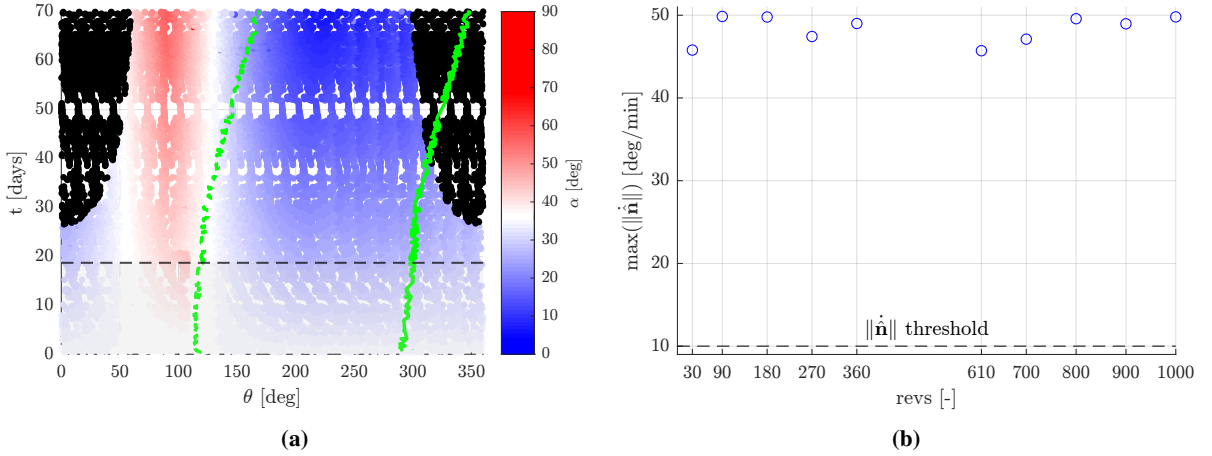 70
60
50
40
30
20
10
0
t [days]
0 50 100 150 200 250 300 350
θ [deg]
90
80
70
60
50
40
30
20
10
0
α [deg]
(a)
50
40
30
20
10
max(‖n̂̇‖) [deg/min]
‖n̂̇‖ threshold
30 90 180 270 360 610 700 800 900 1000
revs [-]
(b)